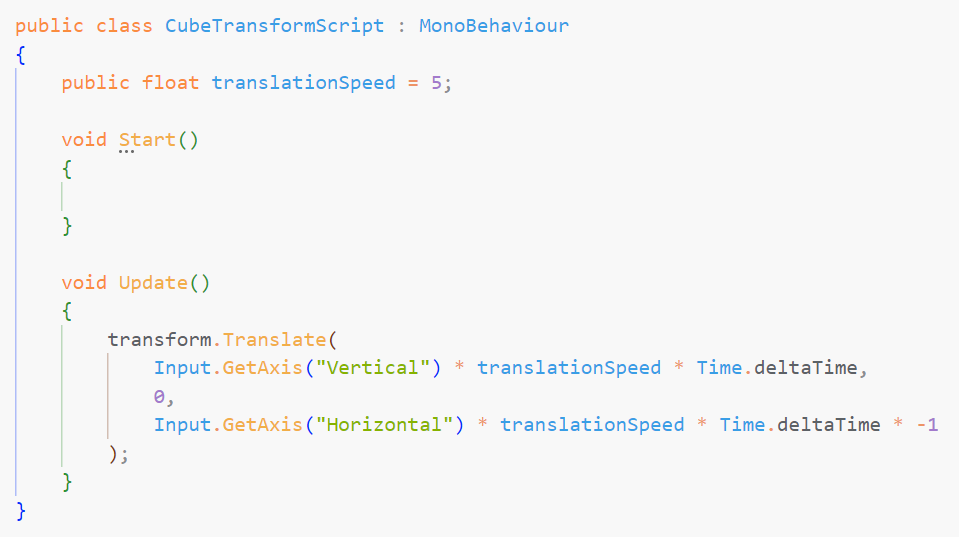 public class CubeTransformScript : MonoBehaviour
{
    public float translationSpeed = 5;

    void Start()
    {

    }

    void Update()
    {
        transform.Translate(
            Input.GetAxis("Vertical") * translationSpeed * Time.deltaTime,
            0,
            Input.GetAxis("Horizontal") * translationSpeed * Time.deltaTime * -1
        );
    }
}